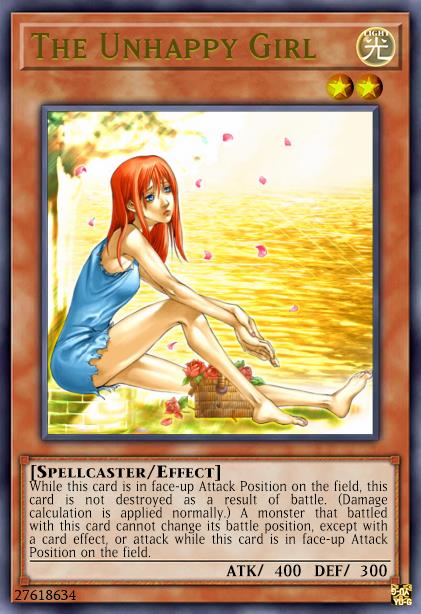 The Unhappy Girl
LIGHT
光
[Spellcaster/Effect]
While this card is in face-up Attack Position on the field, this
card is not destroyed as a result of battle. (Damage
calculation is applied normally.) A monster that battled
with this card cannot change its battle position, except with
a card effect, or attack while this card is in face-up Attack
Position on the field.
ATK/ 400 DEF/ 300
27618634